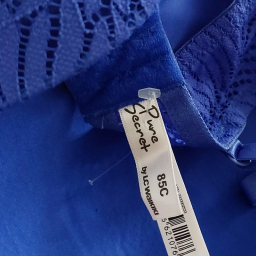 Pure
Secret
by LC WAIKIKI
85C